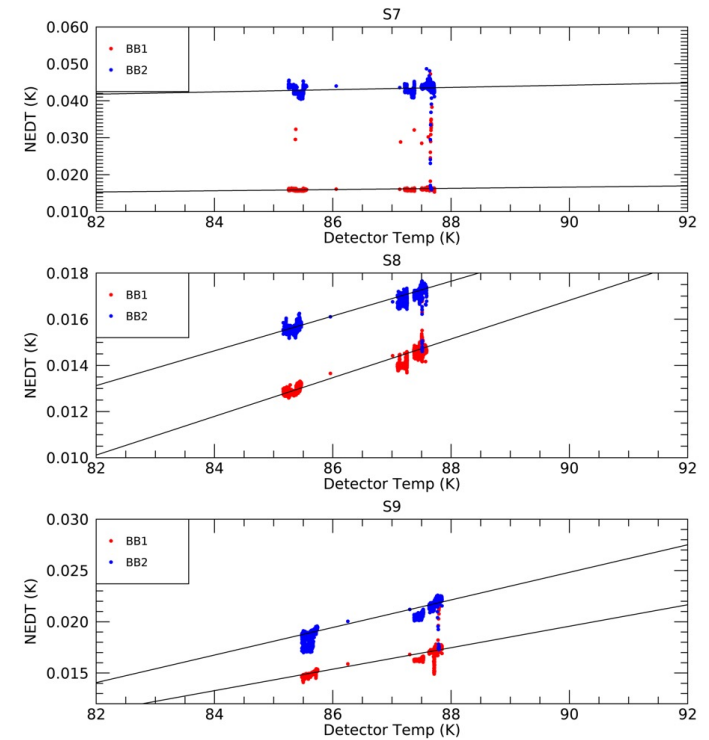 S7
0.060
BB1
0.050
BB2
0.040
NEDT (K)
0.030
0.020
0.010
82 84 86 88 90 92
Detector Temp (K)
S8
0.018
BB1
BB2
0.016
NEDT (K)
0.014
0.012
0.010
82 84 86 88 90 92
Detector Temp (K)
S9
0.030
BB1
BB2
0.025
NEDT (K)
0.020
0.015
82 84 86 88 90 92
Detector Temp (K)